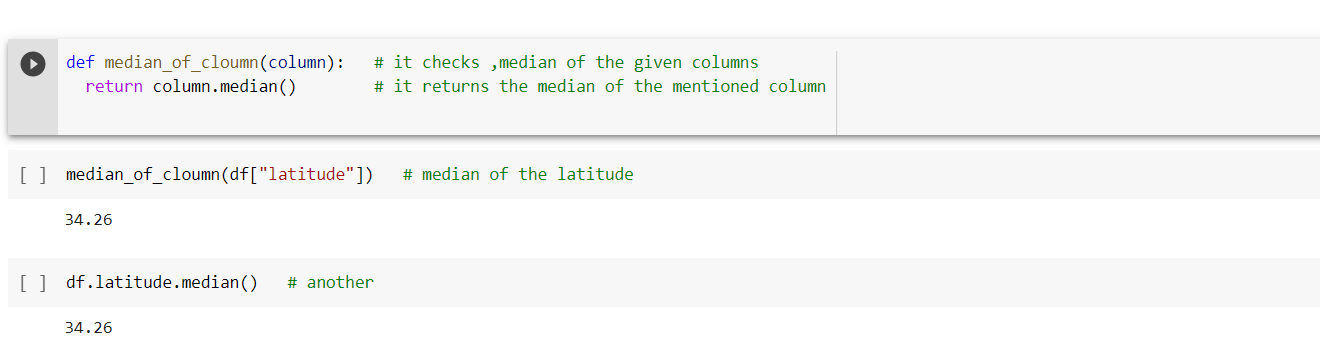 def median_of_cloumn(column):   # it checks ,median of the given columns
  return column.median()        # it returns the median of the mentioned column
[ ] median_of_cloumn(df["latitude"])   # median of the latitude
34.26
[ ] df.latitude.median()   # another
34.26